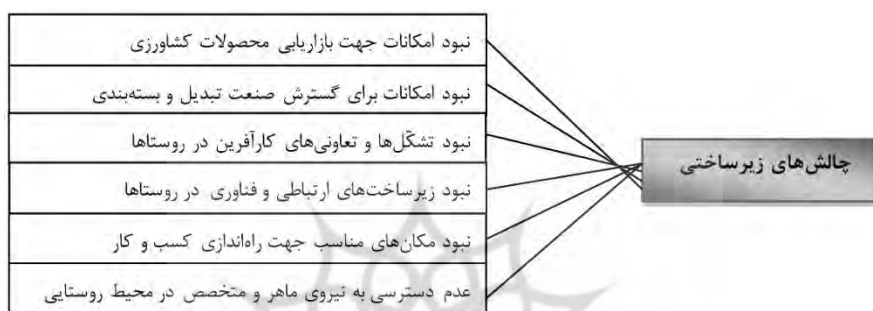 نبود امکانات جهت بازاریابی محصولات کشاورزی
نبود امکانات برای گسترش صنعت تبدیل و بسته‌بندی
نبود تشکّل‌ها و تعاونی‌های کارآفرین در روستاها
چالش‌های زیرساختی
نبود زیرساخت‌های ارتباطی و فناوری در روستاها
نبود مکان‌های مناسب جهت راه‌اندازی کسب و کار
عدم دسترسی به نیروی ماهر و متخصص در محیط روستایی